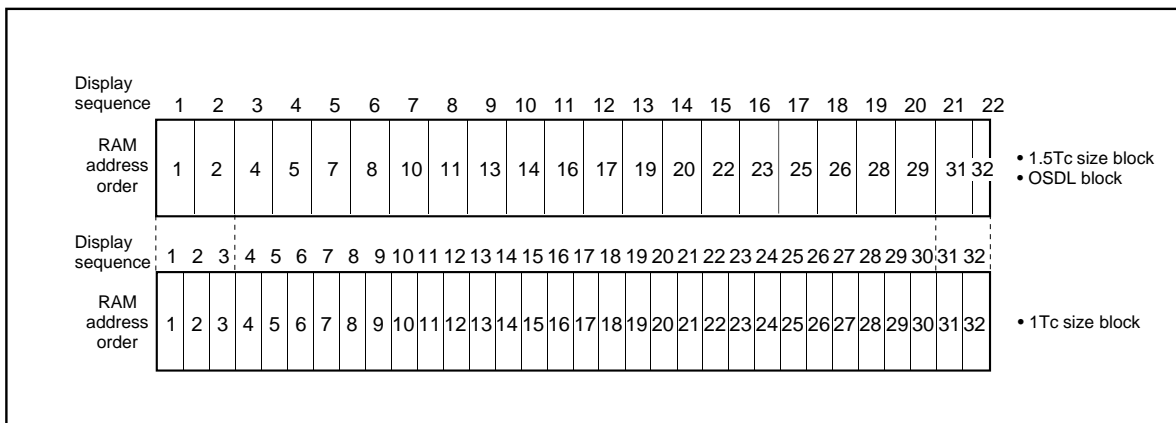 Display
sequence 1 2 3 4 5 6 7 8 9 10 11 12 13 14 15 16 17 18 19 20 21 22
RAM
address
order 1 2 4 5 7 8 10 11 13 14 16 17 19 20 22 23 25 26 28 29 31 32
• 1.5Tc size block
• OSDL block
Display
sequence 1 2 3 4 5 6 7 8 9 10 11 12 13 14 15 16 17 18 19 20 21 22 23 24 25 26 27 28 29 30 31 32
RAM
address
order 1 2 3 4 5 6 7 8 9 10 11 12 13 14 15 16 17 18 19 20 21 22 23 24 25 26 27 28 29 30 31 32
• 1Tc size block